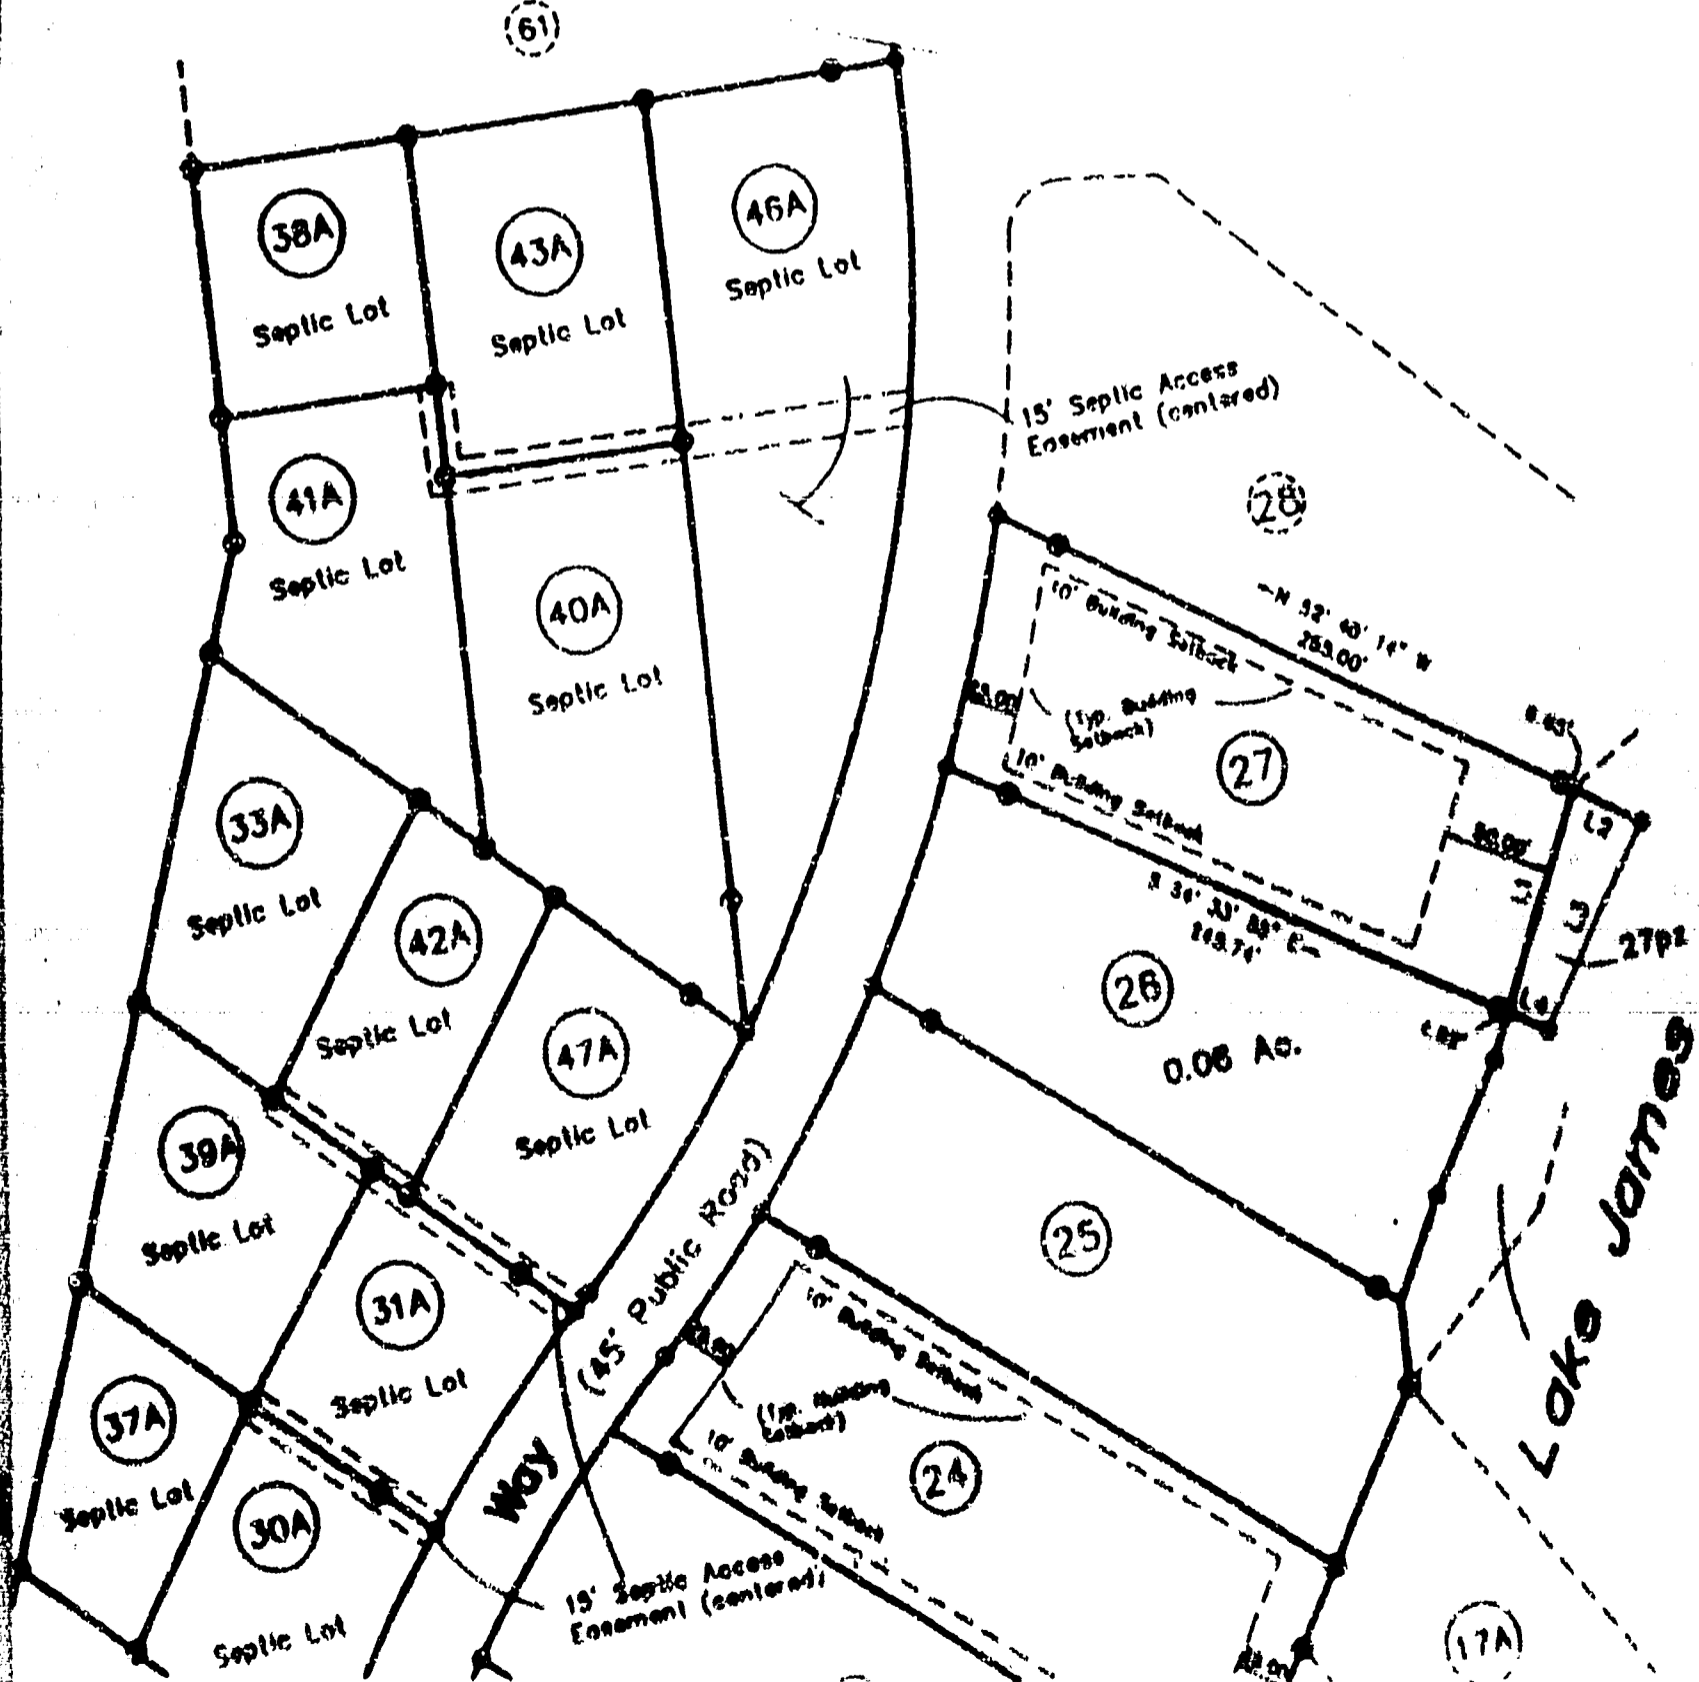 61
38A
Septic Lot
43A
Septic Lot
46A
Septic Lot
15' Septic Access
Easement (centered)
28
41A
Septic Lot
40A
Septic Lot
10' Building Setback
(Typ. Building
Setback)
27
10' Building Setback
L2
L1
L3
27pz
L4
33A
Septic Lot
42A
Septic Lot
47A
Septic Lot
26
0.06 Ac.
Lake James
39A
Septic Lot
31A
Septic Lot
25
Way (45' Public Road)
10' Building Setback
(Typ. Building
Setback)
10' Building Setback
24
37A
Septic Lot
30A
Septic Lot
15' Septic Access
Easement (centered)
17A